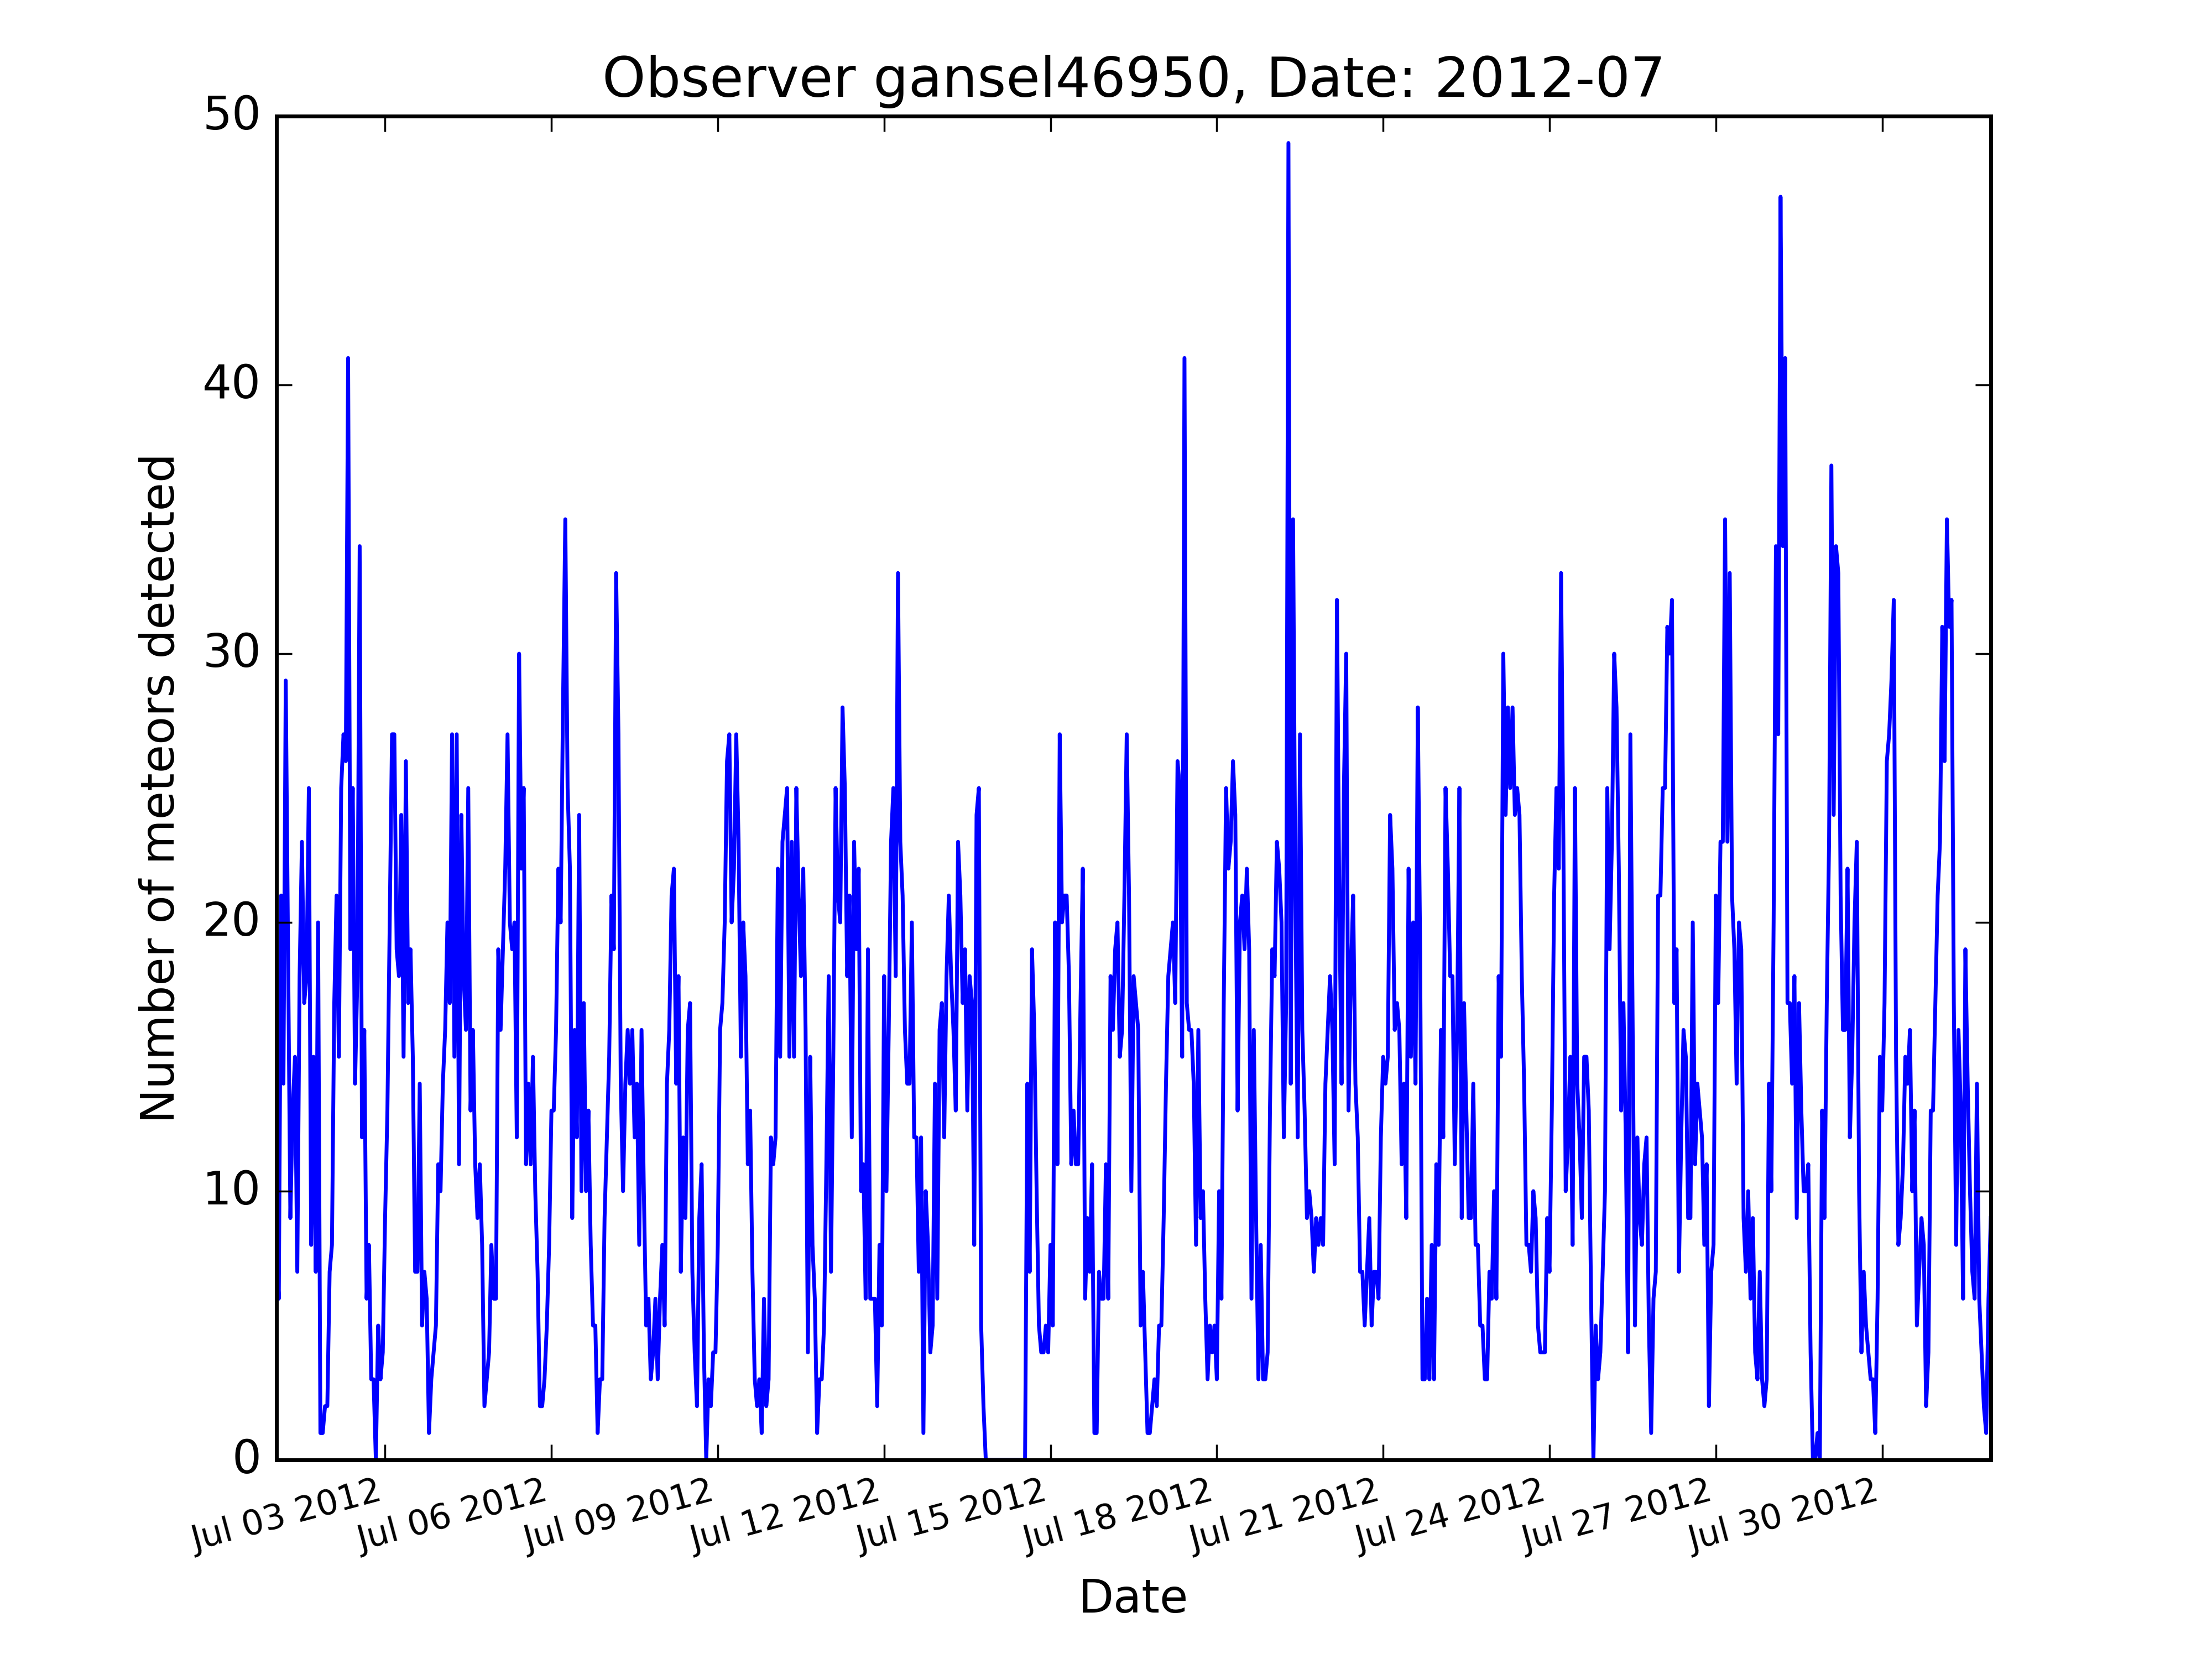 Observer gansel46950, Date: 2012-07
Number of meteors detected
50
40
30
20
10
0
Jul 03 2012
Jul 06 2012
Jul 09 2012
Jul 12 2012
Jul 15 2012
Jul 18 2012
Jul 21 2012
Jul 24 2012
Jul 27 2012
Jul 30 2012
Date